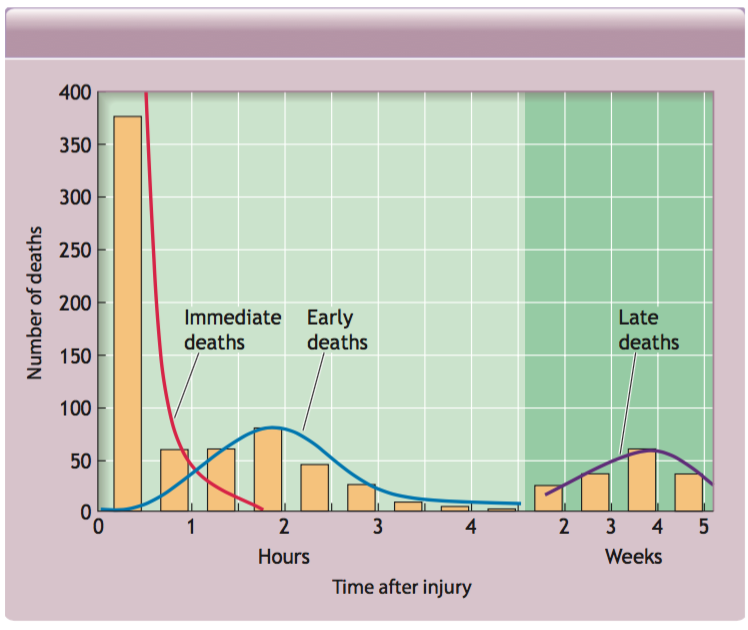 400
350
300
250
200
150
100
50
0
Number of deaths
Immediate
deaths
Early
deaths
Late
deaths
0 1 2 3 4 2 3 4 5
Hours Weeks
Time after injury